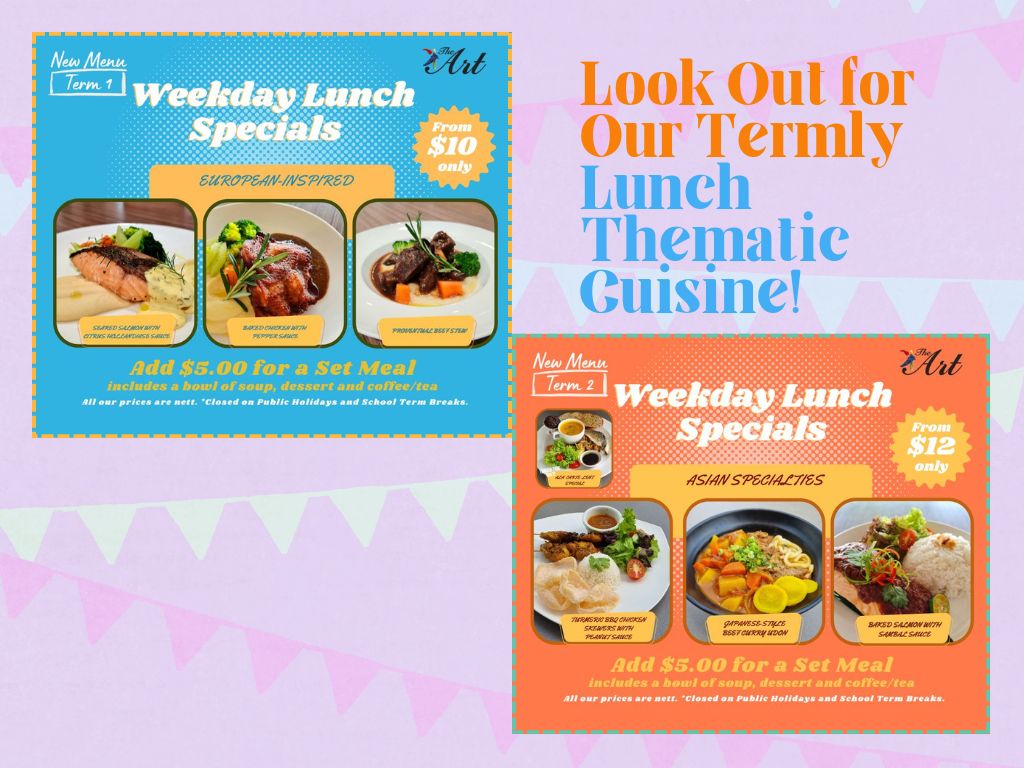 New Menu
Term 1
The Art
Weekday Lunch
Specials
From
$10
only
EUROPEAN-INSPIRED
SEARED SALMON WITH
CITRUS HOLLANDAISE SAUCE
BAKED CHICKEN WITH
PEPPER SAUCE
PROVENTUAL BEEF STEW
Add $5.00 for a Set Meal
includes a bowl of soup, dessert and coffee/tea
All our prices are nett. *Closed on Public Holidays and School Term Breaks.
Look Out for
Our Termly
Lunch
Thematic
Cuisine!
New Menu
Term 2
The Art
Weekday Lunch
Specials
From
$12
only
ALA CARTE LENT
SPECIAL
ASIAN SPECIALTIES
TURMERIC BBQ CHICKEN
SKEWERS WITH
PEANUT SAUCE
JAPANESE-STYLE
BEEF CURRY UDON
BAKED SALMON WITH
SAMBAL SAUCE
Add $5.00 for a Set Meal
includes a bowl of soup, dessert and coffee/tea
All our prices are nett. *Closed on Public Holidays and School Term Breaks.